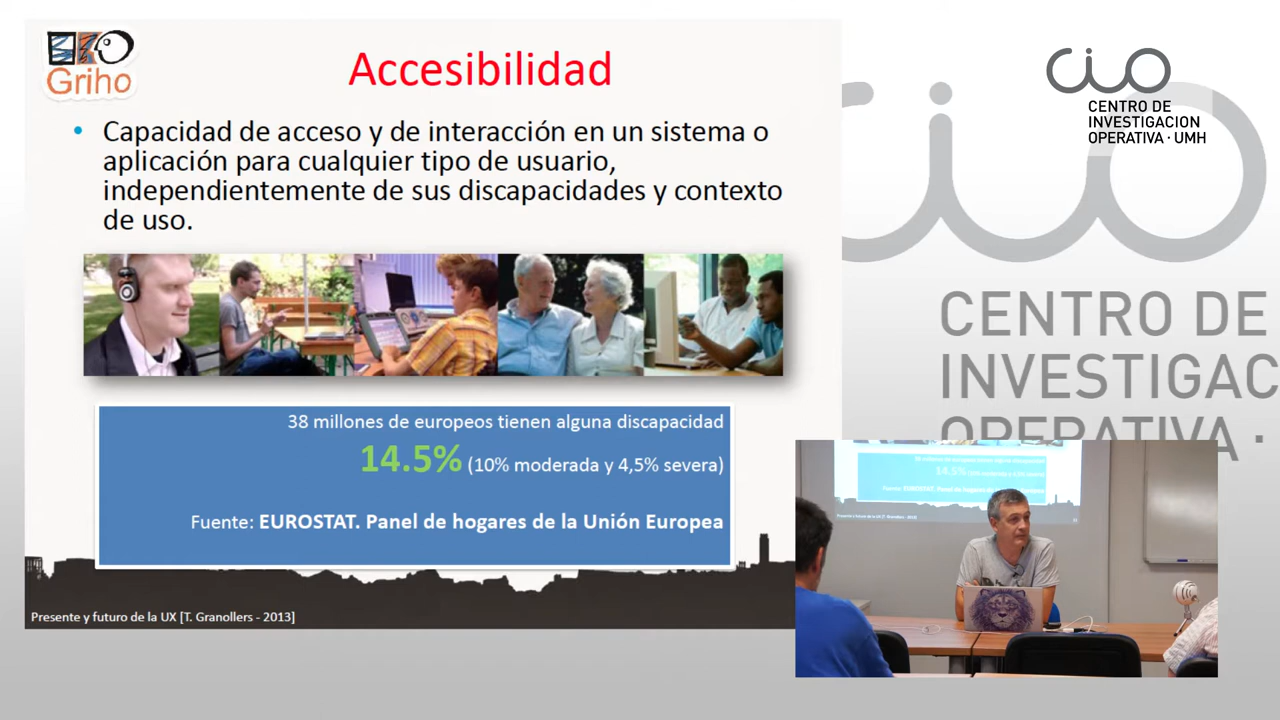 Griho
Accesibilidad
• Capacidad de acceso y de interacción en un sistema o
aplicación para cualquier tipo de usuario,
independientemente de sus discapacidades y contexto
de uso.
38 millones de europeos tienen alguna discapacidad
14.5% (10% moderada y 4,5% severa)
Fuente: EUROSTAT. Panel de hogares de la Unión Europea
Presente y futuro de la UX [T. Granollers - 2013]
CIO
CENTRO DE
INVESTIGACION
OPERATIVA · UMH
CIO
CENTRO DE
INVESTIGAC
OPERATIVA ·